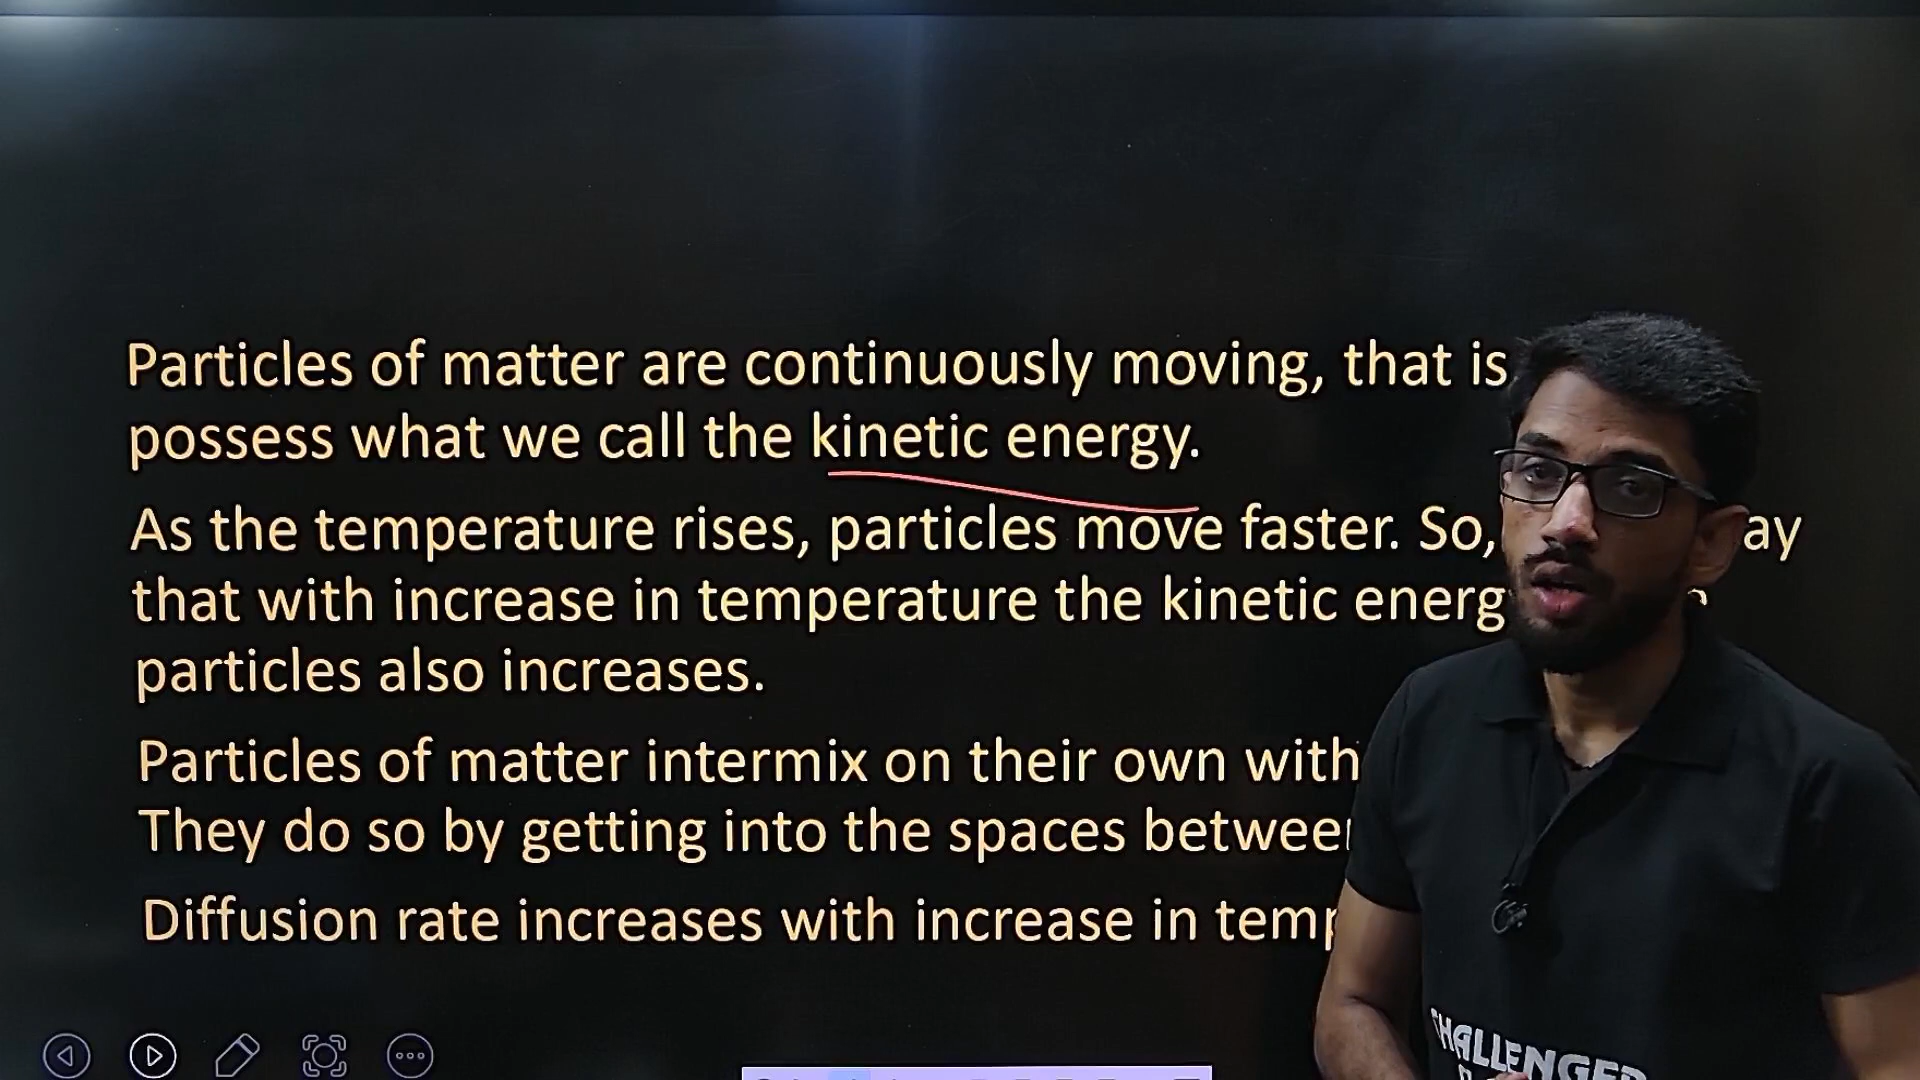 Particles of matter are continuously moving, that is
possess what we call the kinetic energy.
As the temperature rises, particles move faster. So, ay
that with increase in temperature the kinetic energ
particles also increases.
Particles of matter intermix on their own with
They do so by getting into the spaces between
Diffusion rate increases with increase in temp
HALLENGER